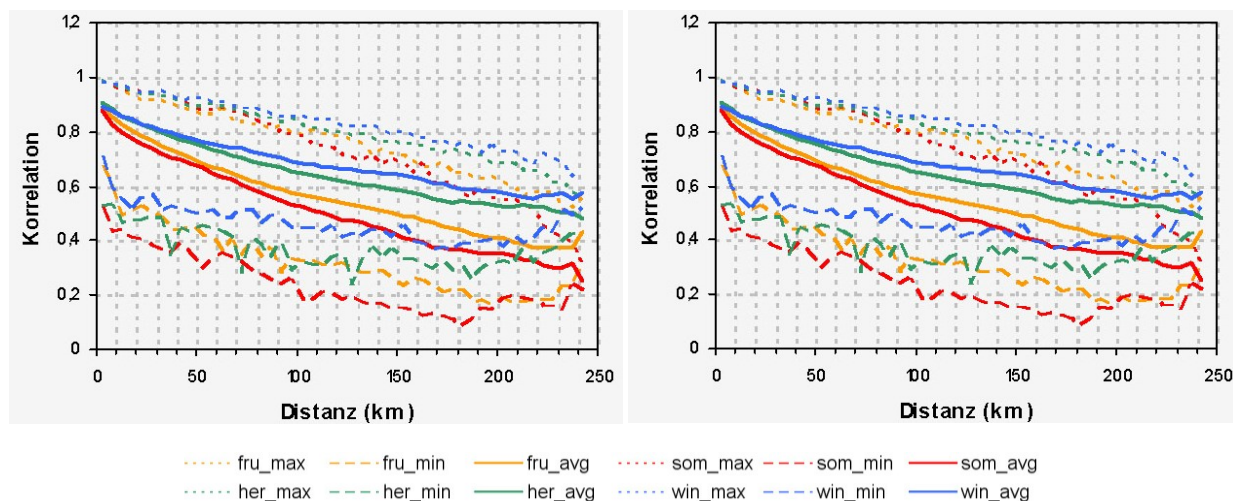 1,2
1
0,8
0,6
0,4
0,2
0
Korrelation
0 50 100 150 200 250
Distanz (km)
1,2
1
0,8
0,6
0,4
0,2
0
Korrelation
0 50 100 150 200 250
Distanz (km)
fru_max fru_min fru_avg som_max som_min som_avg
her_max her_min her_avg win_max win_min win_avg